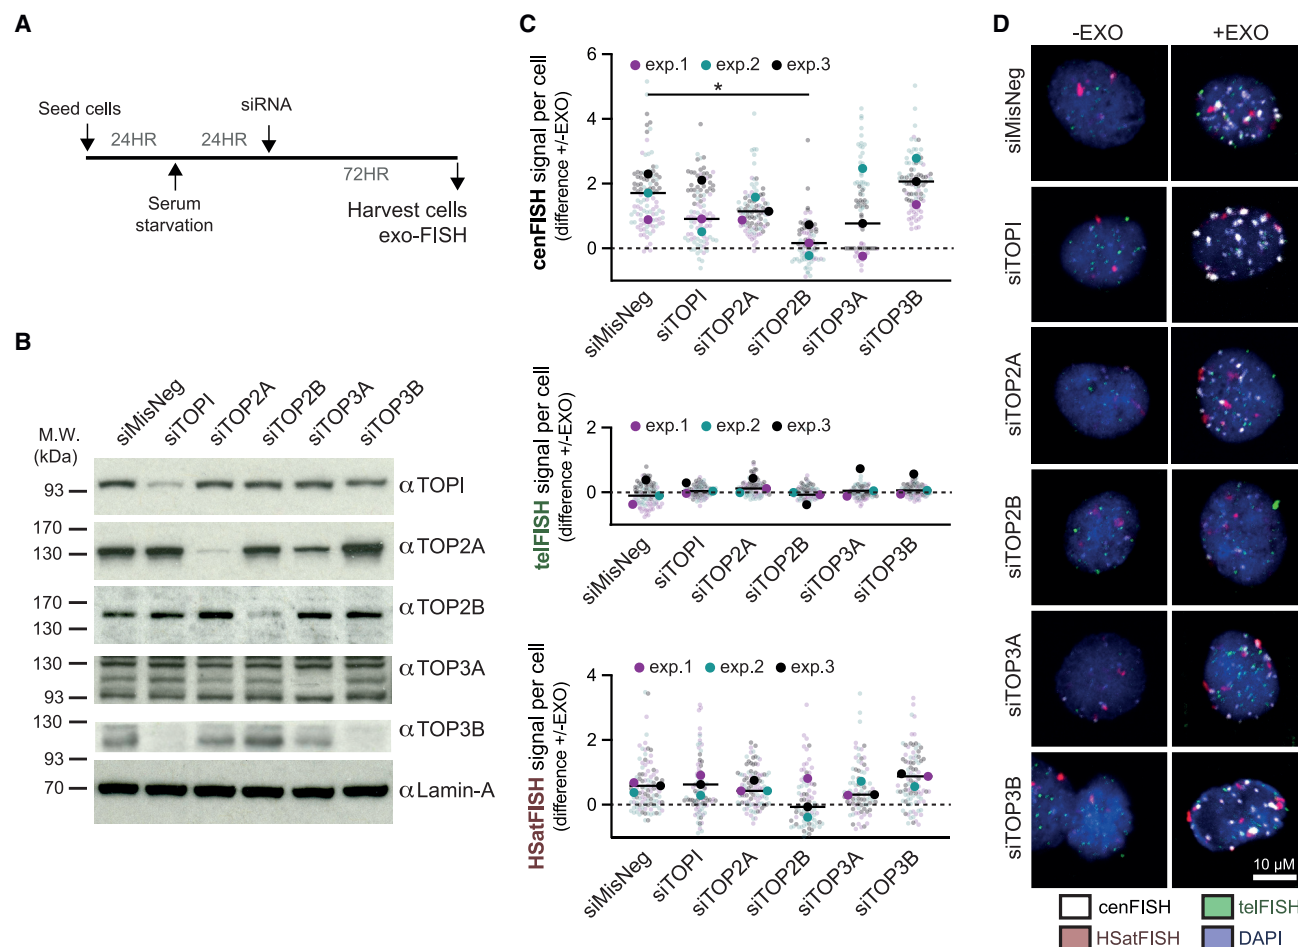 A
Seed cells
siRNA
24HR
24HR
72HR
Serum
starvation
Harvest cells
exo-FISH
B
M.W.
(kDa)
siMisNeg
siTOPI
siTOP2A
siTOP2B
siTOP3A
siTOP3B
93
αTOPI
170
130
αTOP2A
170
130
αTOP2B
130
93
αTOP3A
130
αTOP3B
93
70
αLamin-A
C
cenFISH signal per cell
(difference +/-EXO)
6
4
2
0
exp.1 exp.2 exp.3
*
siMisNeg
siTOPI
siTOP2A
siTOP2B
siTOP3A
siTOP3B
telFISH signal per cell
(difference +/-EXO)
2
0
exp.1 exp.2 exp.3
siMisNeg
siTOPI
siTOP2A
siTOP2B
siTOP3A
siTOP3B
HSatFISH signal per cell
(difference +/-EXO)
4
2
0
exp.1 exp.2 exp.3
siMisNeg
siTOPI
siTOP2A
siTOP2B
siTOP3A
siTOP3B
D
-EXO
+EXO
siMisNeg
siTOPI
siTOP2A
siTOP2B
siTOP3A
siTOP3B
10 µM
cenFISH
telFISH
HSatFISH
DAPI